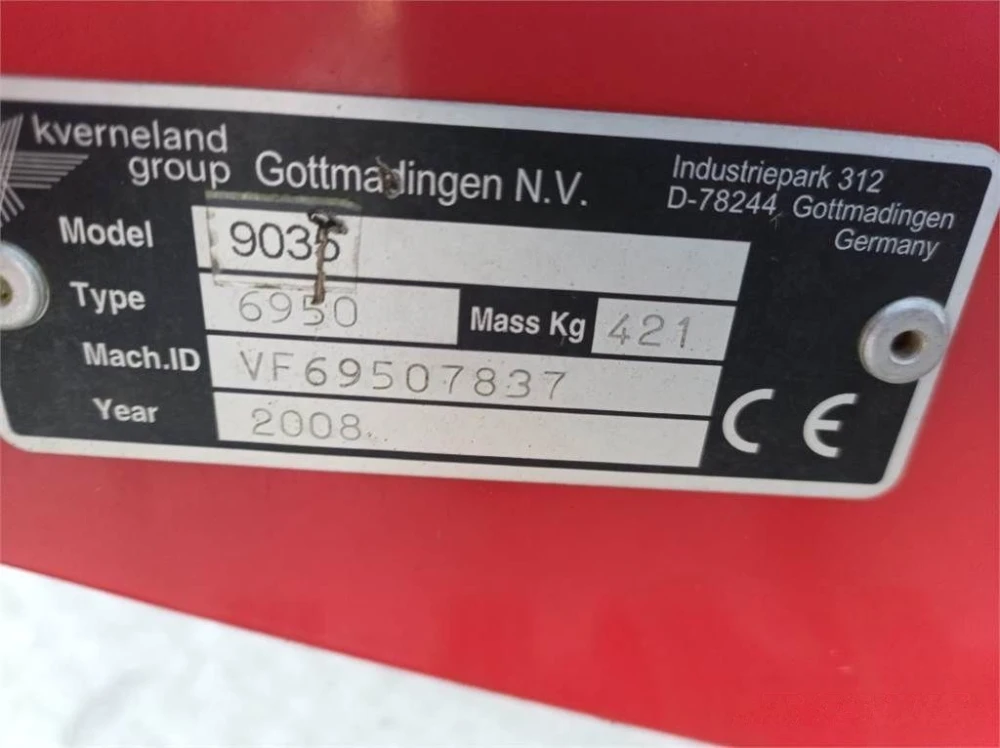 kverneland
group Gottmadingen N.V.
Industriepark 312
D-78244 Gottmadingen
Germany
Model 9035
Type 6950 Mass Kg 421
Mach.ID VF69507837
Year 2008
CE